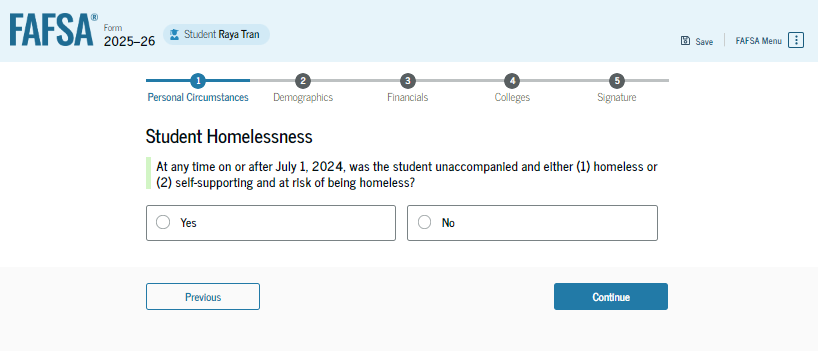 FAFSA®
Form
2025–26
Student Raya Tran
Save
FAFSA Menu
1 2 3 4 5
Personal Circumstances Demographics Financials Colleges Signature
Student Homelessness
At any time on or after July 1, 2024, was the student unaccompanied and either (1) homeless or
(2) self-supporting and at risk of being homeless?
Yes
No
Previous
Continue